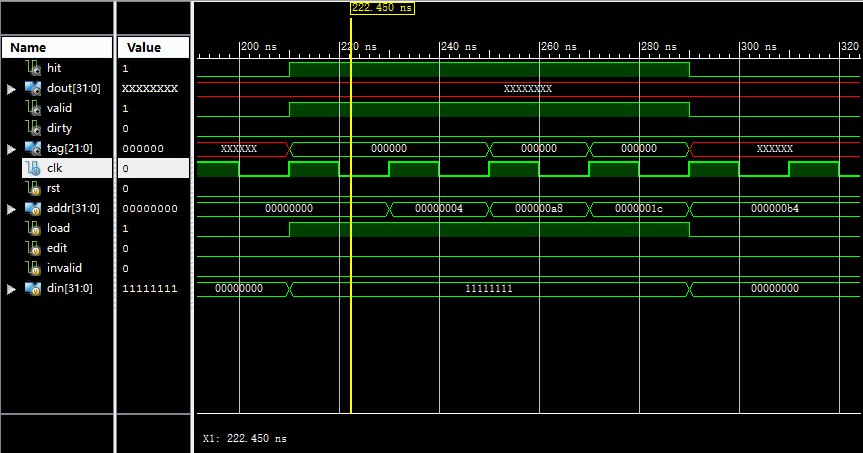 222.450 ns
Name Value
200 ns 220 ns 240 ns 260 ns 280 ns 300 ns 320
hit 1
dout[31:0] XXXXXXXX XXXXXXXX
valid 1
dirty 0
tag[21:0] 000000 XXXXXX 000000 000000 000000 XXXXXX
clk 0
rst 0
addr[31:0] 00000000 00000000 00000004 000000a8 0000001c 000000b4
load 1
edit 0
invalid 0
din[31:0] 11111111 00000000 11111111 00000000
X1: 222.450 ns